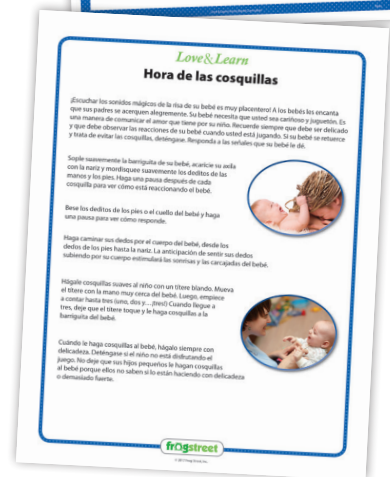 Love & Learn
Hora de las cosquillas
¡Escuchar los sonidos mágicos de la risa de su bebé es muy placentero! A los bebés les encanta
que sus padres se acerquen alegremente. Su bebé necesita que usted sea cariñoso y juguetón. Es
una manera de comunicar el amor que tiene por su niño. Recuerde siempre que debe ser delicado
y que debe observar las reacciones de su bebé cuando usted está jugando. Si su bebé se retuerce
y trata de evitar las cosquillas, deténgase. Responda a las señales que su bebé le dé.
Sople suavemente la barriguita de su bebé, acaricie su axila
con la nariz y mordisquee suavemente los deditos de las
manos y los pies. Haga una pausa después de cada
cosquilla para ver cómo está reaccionando el bebé.
Bese los deditos de los pies o el cuello del bebé y haga
una pausa para ver cómo responde.
Haga caminar sus dedos por el cuerpo del bebé, desde los
dedos de los pies hasta la nariz. La anticipación de sentir sus dedos
subiendo por su cuerpo estimulará las sonrisas y las carcajadas del bebé.
Hágale cosquillas suaves al niño con un títere blando. Mueva
el títere con la mano muy cerca del bebé. Luego, empiece
a contar hasta tres (uno, dos y....¡tres!) Cuando llegue a
tres, deje que el títere toque y le haga cosquillas a la
barriguita del bebé.
Cuándo le haga cosquillas al bebé, hágalo siempre con
delicadeza. Deténgase si el niño no está disfrutando el
juego. No deje que sus hijos pequeños le hagan cosquillas
al bebé porque ellos no saben si lo están haciendo con delicadeza
o demasiado fuerte.
frogstreet